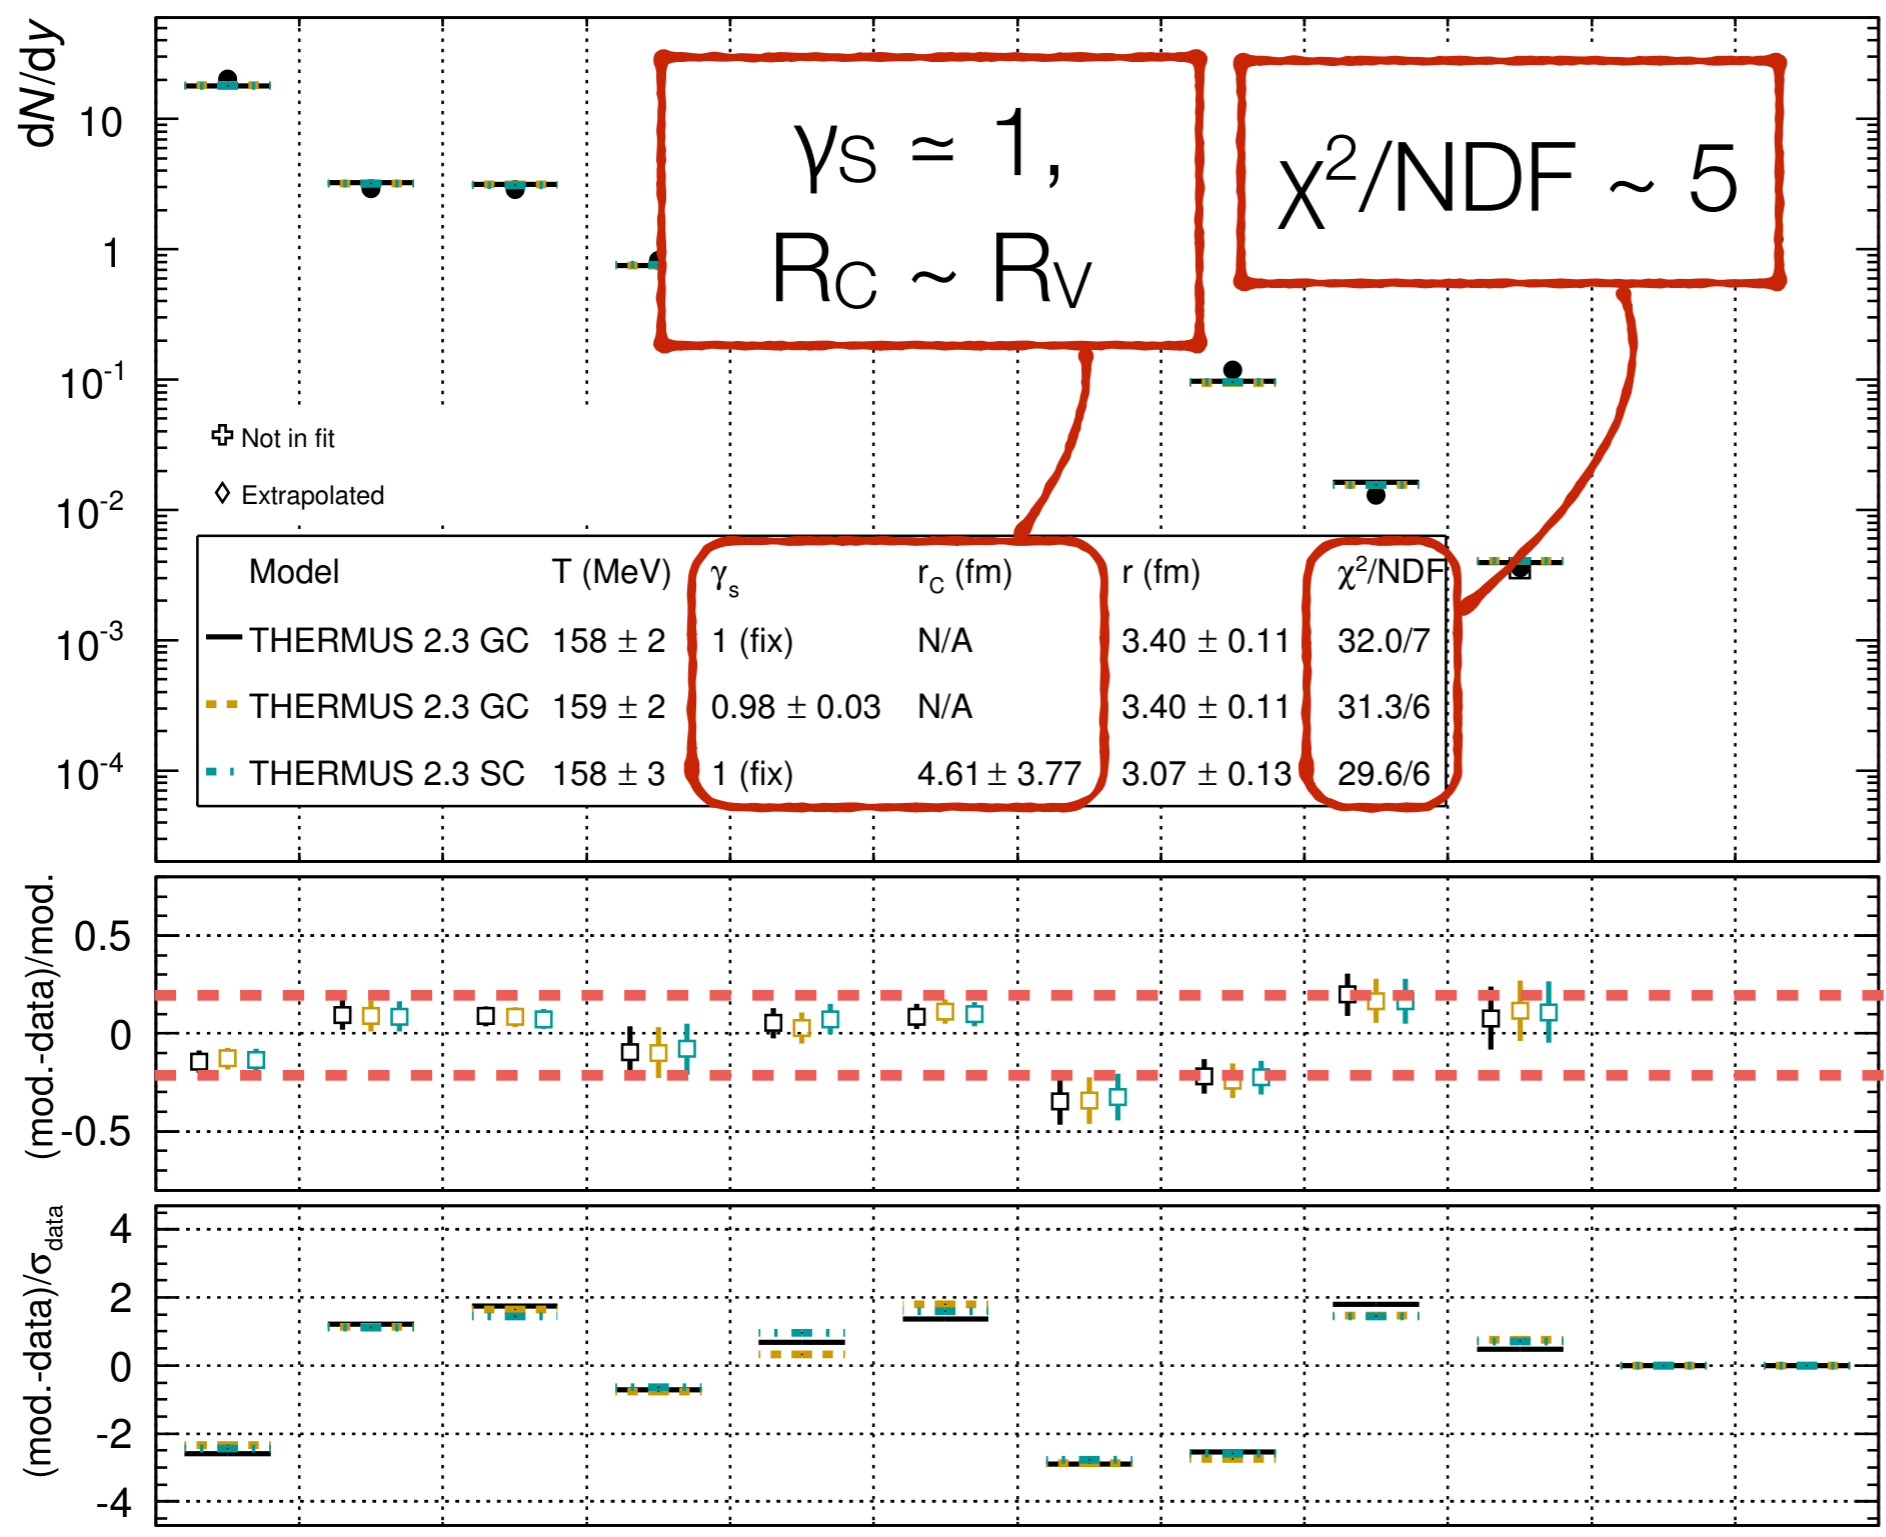 dN/dy
10
1
10⁻¹
10⁻²
10⁻³
10⁻⁴
γS ≃ 1,
RC ~ RV
χ²/NDF ~ 5
Not in fit
Extrapolated
Model T (MeV) γs rC (fm) r (fm) χ²/NDF
THERMUS 2.3 GC 158 ± 2 1 (fix) N/A 3.40 ± 0.11 32.0/7
THERMUS 2.3 GC 159 ± 2 0.98 ± 0.03 N/A 3.40 ± 0.11 31.3/6
THERMUS 2.3 SC 158 ± 3 1 (fix) 4.61 ± 3.77 3.07 ± 0.13 29.6/6
(mod.-data)/mod.
0.5
0
-0.5
(mod.-data)/σdata
4
2
0
-2
-4